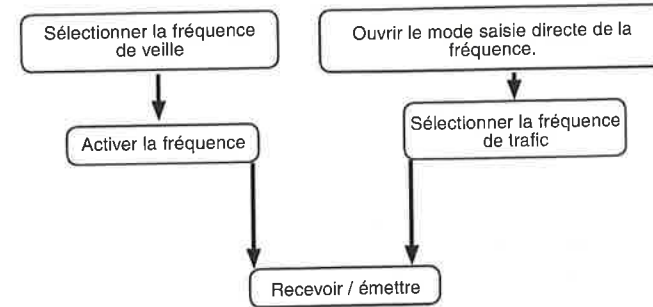 Sélectionner la fréquence
de veille
Ouvrir le mode saisie directe de la
fréquence.
Activer la fréquence
Sélectionner la fréquence
de trafic
Recevoir / émettre